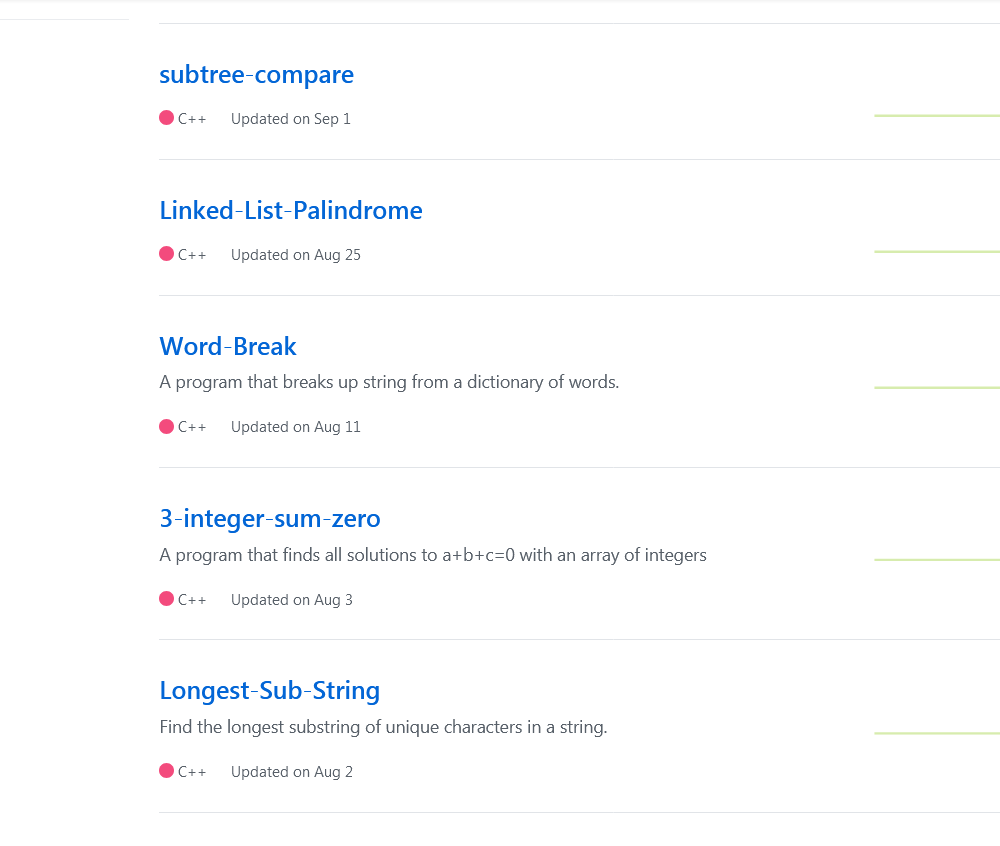 subtree-compare
C++ Updated on Sep 1
Linked-List-Palindrome
C++ Updated on Aug 25
Word-Break
A program that breaks up string from a dictionary of words.
C++ Updated on Aug 11
3-integer-sum-zero
A program that finds all solutions to a+b+c=0 with an array of integers
C++ Updated on Aug 3
Longest-Sub-String
Find the longest substring of unique characters in a string.
C++ Updated on Aug 2